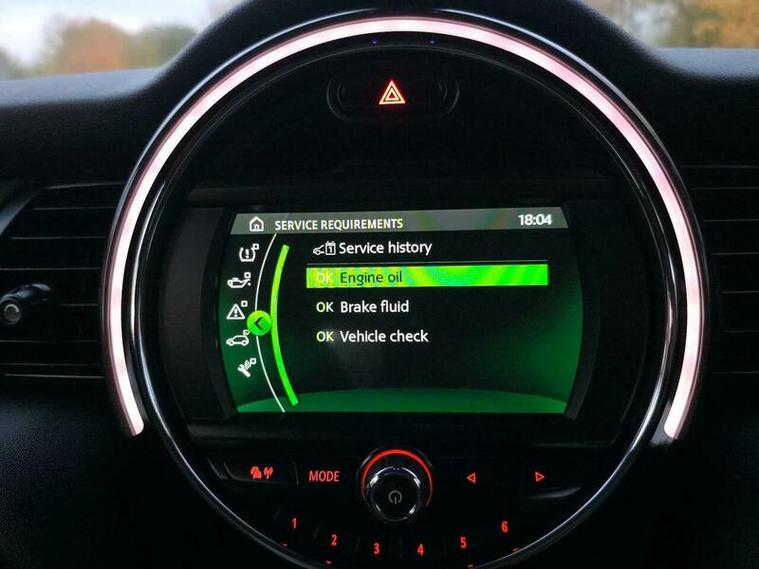 SERVICE REQUIREMENTS 18:04
1 Service history
OK Engine oil
OK Brake fluid
OK Vehicle check
MODE
1 2 3 4 5 6